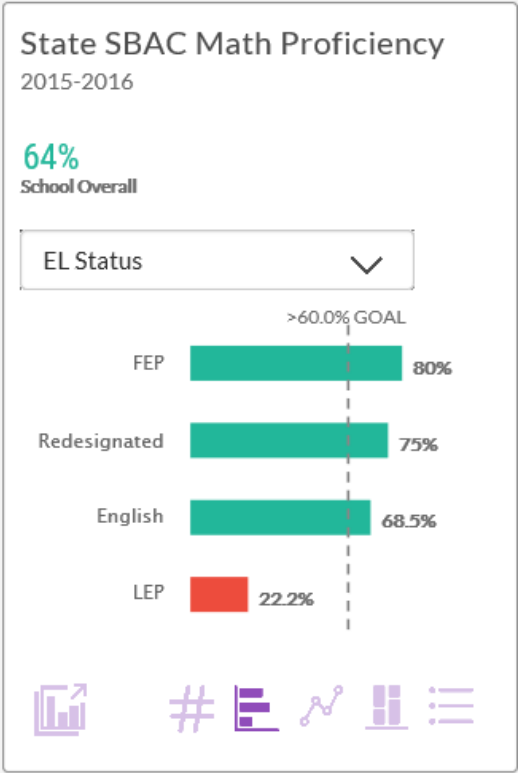 State SBAC Math Proficiency
2015-2016
64%
School Overall
EL Status
>60.0% GOAL
FEP 80%
Redesignated 75%
English 68.5%
LEP 22.2%
#